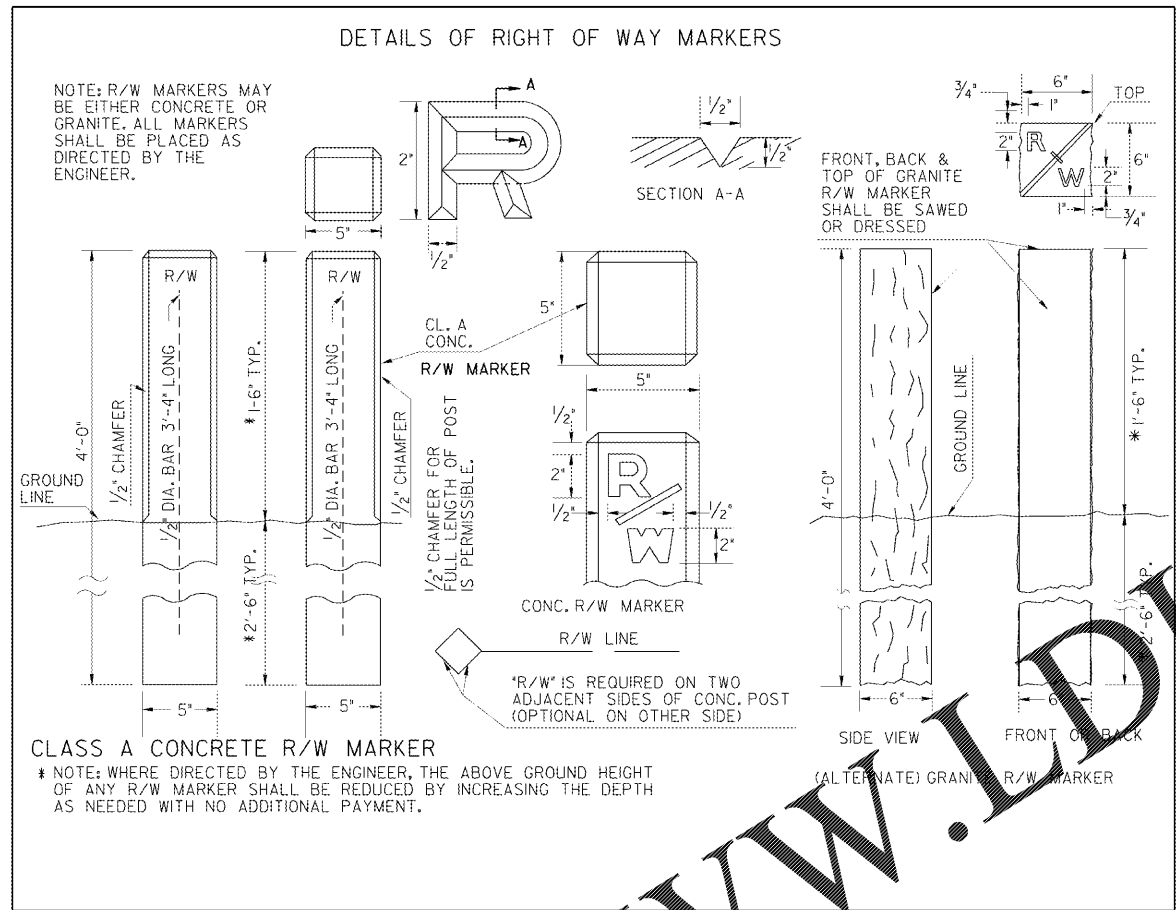 DETAILS OF RIGHT OF WAY MARKERS
NOTE: R/W MARKERS MAY
BE EITHER CONCRETE OR
GRANITE. ALL MARKERS
SHALL BE PLACED AS
DIRECTED BY THE
ENGINEER.
A
A
2"
1/2"
5"
1/2"
1/2"
SECTION A-A
3/4"
6"
1"
TOP
2"
R
W
6"
2"
1"
3/4"
FRONT, BACK &
TOP OF GRANITE
R/W MARKER
SHALL BE SAWED
OR DRESSED
R/W
R/W
4'-0"
1/2" CHAMFER
1/2" DIA. BAR 3'-4" LONG
* 1-6" TYP.
1/2" DIA. BAR 3'-4" LONG
1/2" CHAMFER
GROUND
LINE
* 2'-6" TYP.
5"
5"
CL. A
CONC.
R/W MARKER
1/2" CHAMFER FOR
FULL LENGTH OF POST
IS PERMISSIBLE.
5"
5"
1/2"
2"
R
1/2"
1/2"
W
2"
CONC. R/W MARKER
R/W LINE
"R/W" IS REQUIRED ON TWO
ADJACENT SIDES OF CONC. POST
(OPTIONAL ON OTHER SIDE)
4'-0"
GROUND LINE
* 1'-6" TYP.
* 2'-6" TYP.
6"
6"
SIDE VIEW
FRONT OR BACK
(ALTERNATE) GRANITE R/W MARKER
CLASS A CONCRETE R/W MARKER
* NOTE: WHERE DIRECTED BY THE ENGINEER, THE ABOVE GROUND HEIGHT
OF ANY R/W MARKER SHALL BE REDUCED BY INCREASING THE DEPTH
AS NEEDED WITH NO ADDITIONAL PAYMENT.